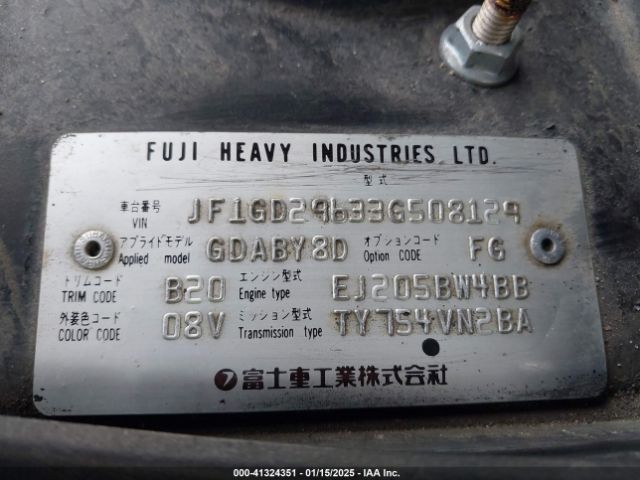 FUJI HEAVY INDUSTRIES LTD.
型式
車台番号 VIN JF1GD29633G508129
アプライドモデル Applied model GDABY8D オプションコード Option CODE FG
トリムコード TRIM CODE B20 エンジン型式 Engine type EJ205BW4BB
外装色コード COLOR CODE 08V ミッション型式 Transmission type TY754VN2BA
富士重工業株式会社
000-41324351 - 01/15/2025 - IAA Inc.